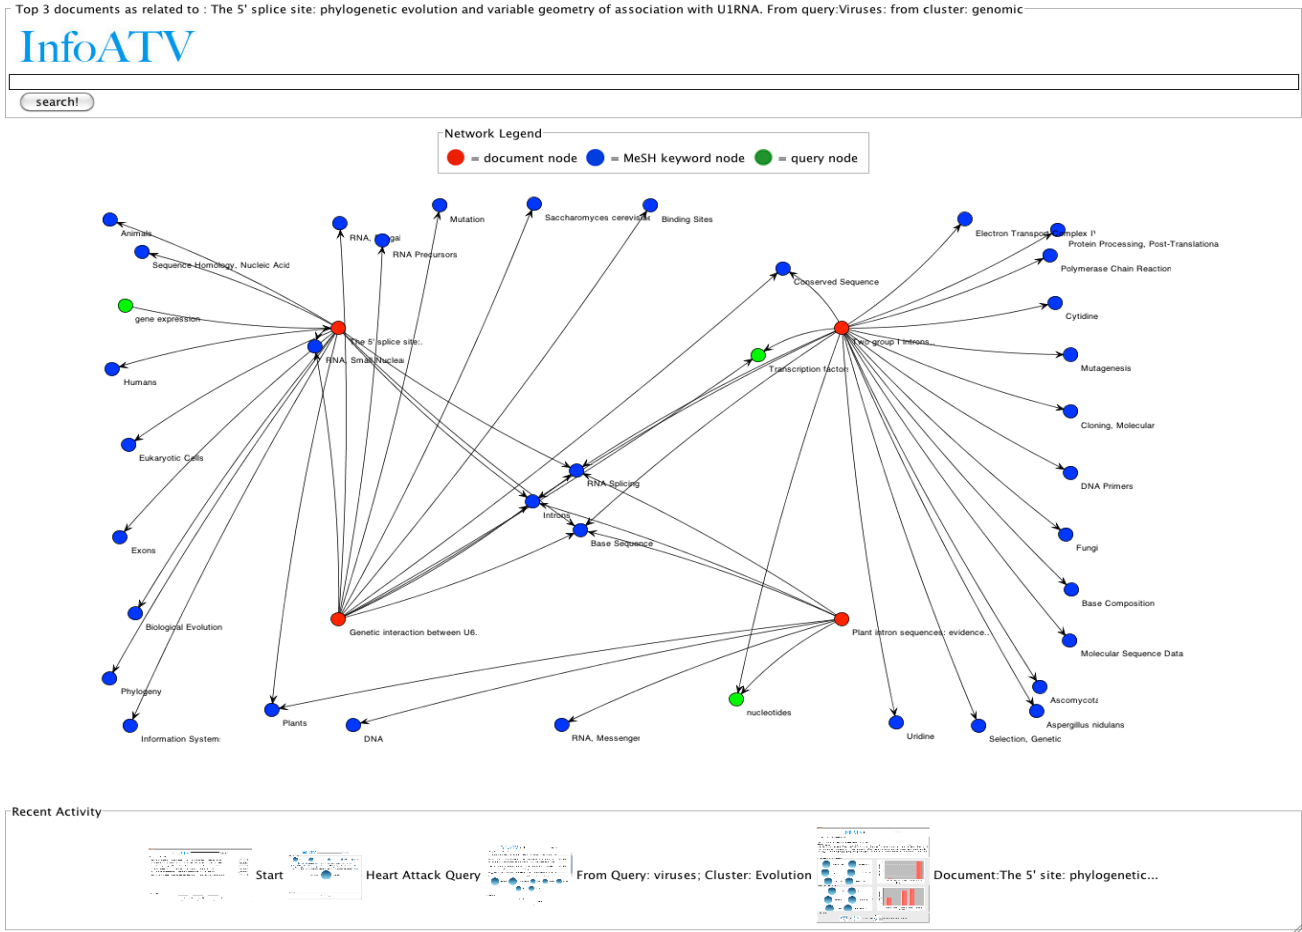 Top 3 documents as related to : The 5' splice site: phylogenetic evolution and variable geometry of association with U1RNA. From query:Viruses: from cluster: genomic
InfoATV
search!
Network Legend
= document node = MeSH keyword node = query node
Animals
Sequence Homology, Nucleic Acid
gene expression
Humans
Eukaryotic Cells
Exons
Biological Evolution
Phylogeny
Information System
RNA,
RNA Precursors
Mutation
Saccharomyces
Binding Sites
The 5' splice site:.
RNA, Small Nuclear
Conserved Sequence
Transcription factor
Two group I introns..
Electron Transport Complex I
Protein Processing, Post-Translationa
Polymerase Chain Reaction
Cytidine
Mutagenesis
Cloning, Molecular
DNA Primers
Fungi
Base Composition
Molecular Sequence Data
Ascomycota
Aspergillus nidulans
Selection, Genetic
Uridine
RNA Splicing
Introns
Base Sequence
Genetic interaction between U6.
Plant intron sequences: evidence..
Plants
DNA
RNA, Messenger
nucleotides
Recent Activity
Start
Heart Attack Query
From Query: viruses; Cluster: Evolution
Document:The 5' site: phylogenetic...